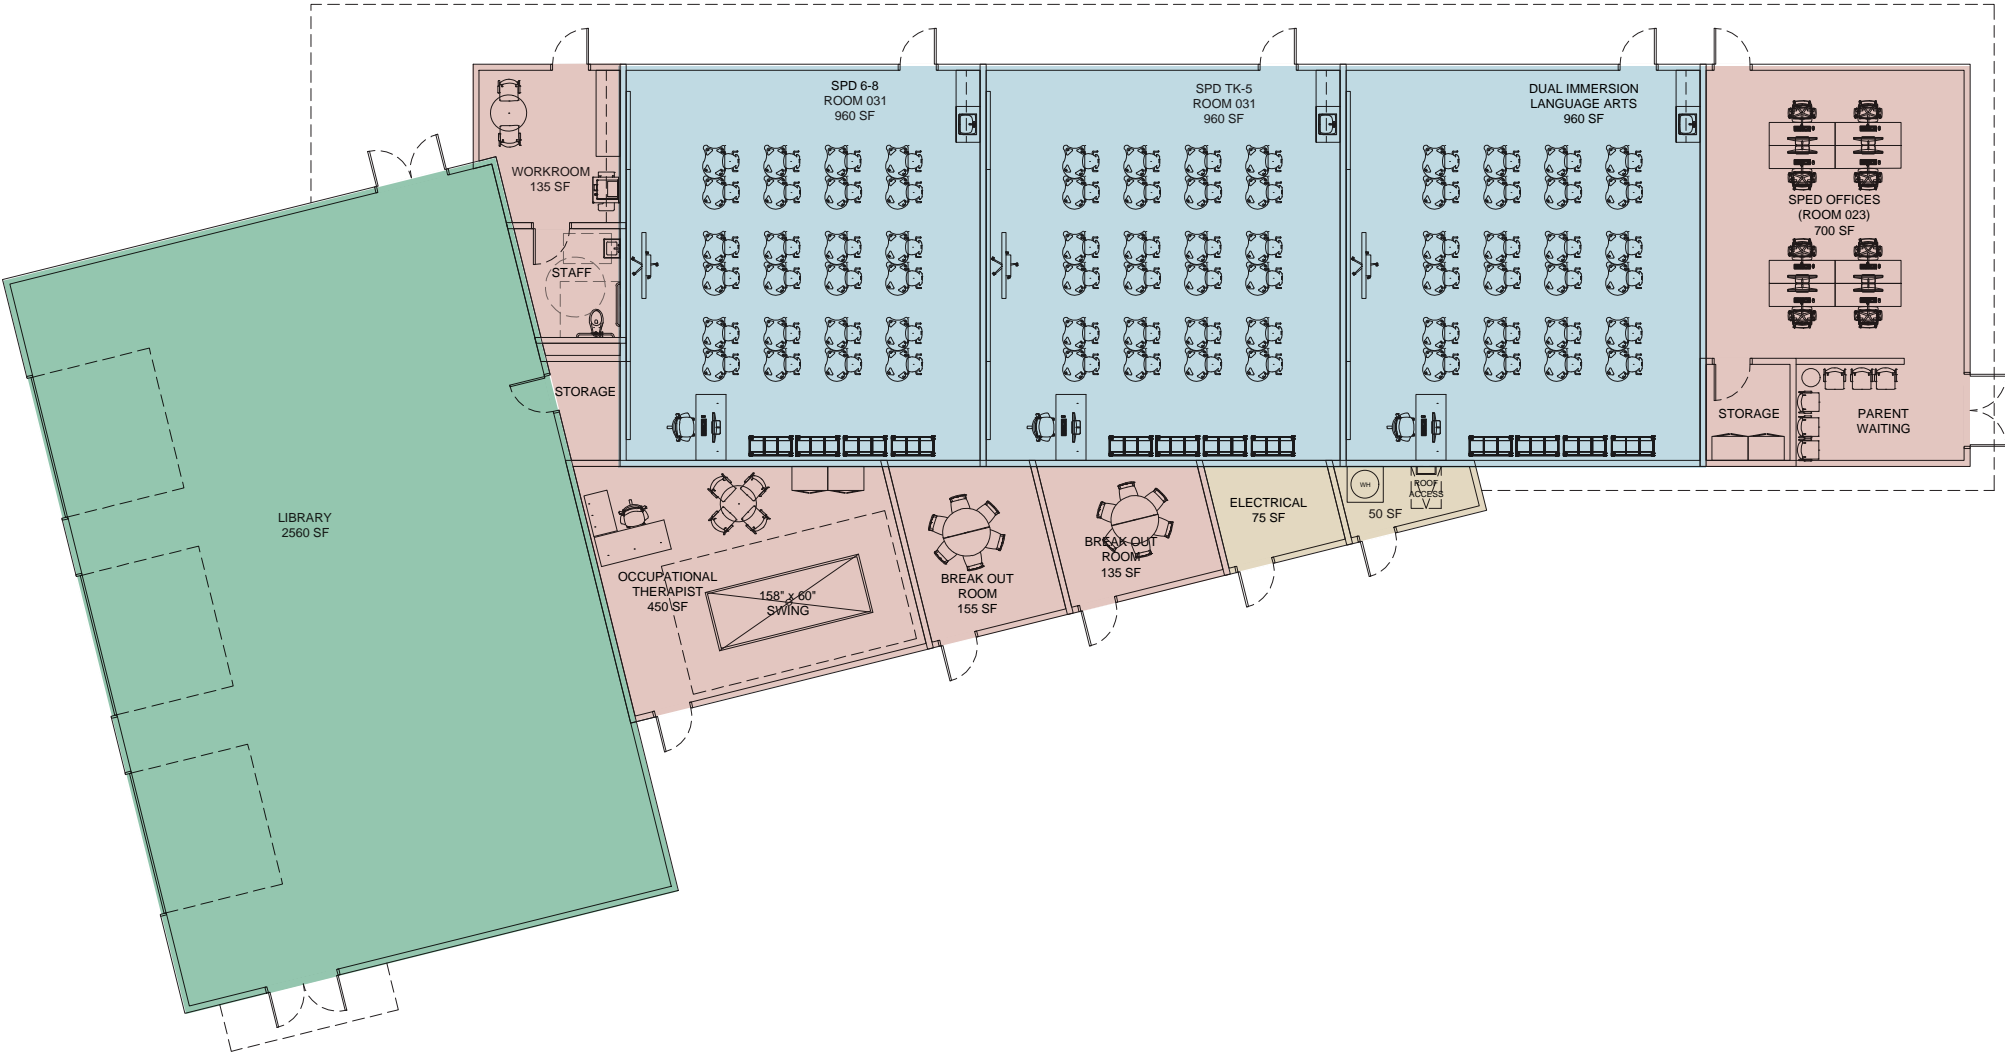 SPD 6-8
ROOM 031
960 SF
SPD TK-5
ROOM 031
960 SF
DUAL IMMERSION
LANGUAGE ARTS
960 SF
WORKROOM
135 SF
SPED OFFICES
(ROOM 023)
700 SF
STAFF
STORAGE
STORAGE
PARENT
WAITING
LIBRARY
2560 SF
OCCUPATIONAL
THERAPIST
450 SF
158" x 60"
SWING
BREAK OUT
ROOM
155 SF
BREAK OUT
ROOM
135 SF
ELECTRICAL
75 SF
WH
ROOF
ACCESS
50 SF